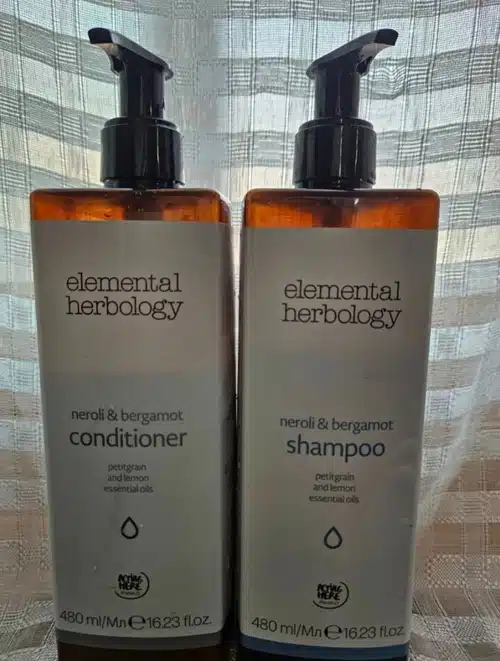 elemental
herbology
neroli & bergamot
conditioner
petitgrain
and lemon
essential oils
480 ml/Мл ℮ 16.23 fl.oz.
elemental
herbology
neroli & bergamot
shampoo
petitgrain
and lemon
essential oils
480 ml/Мл ℮ 16.23 fl.oz.